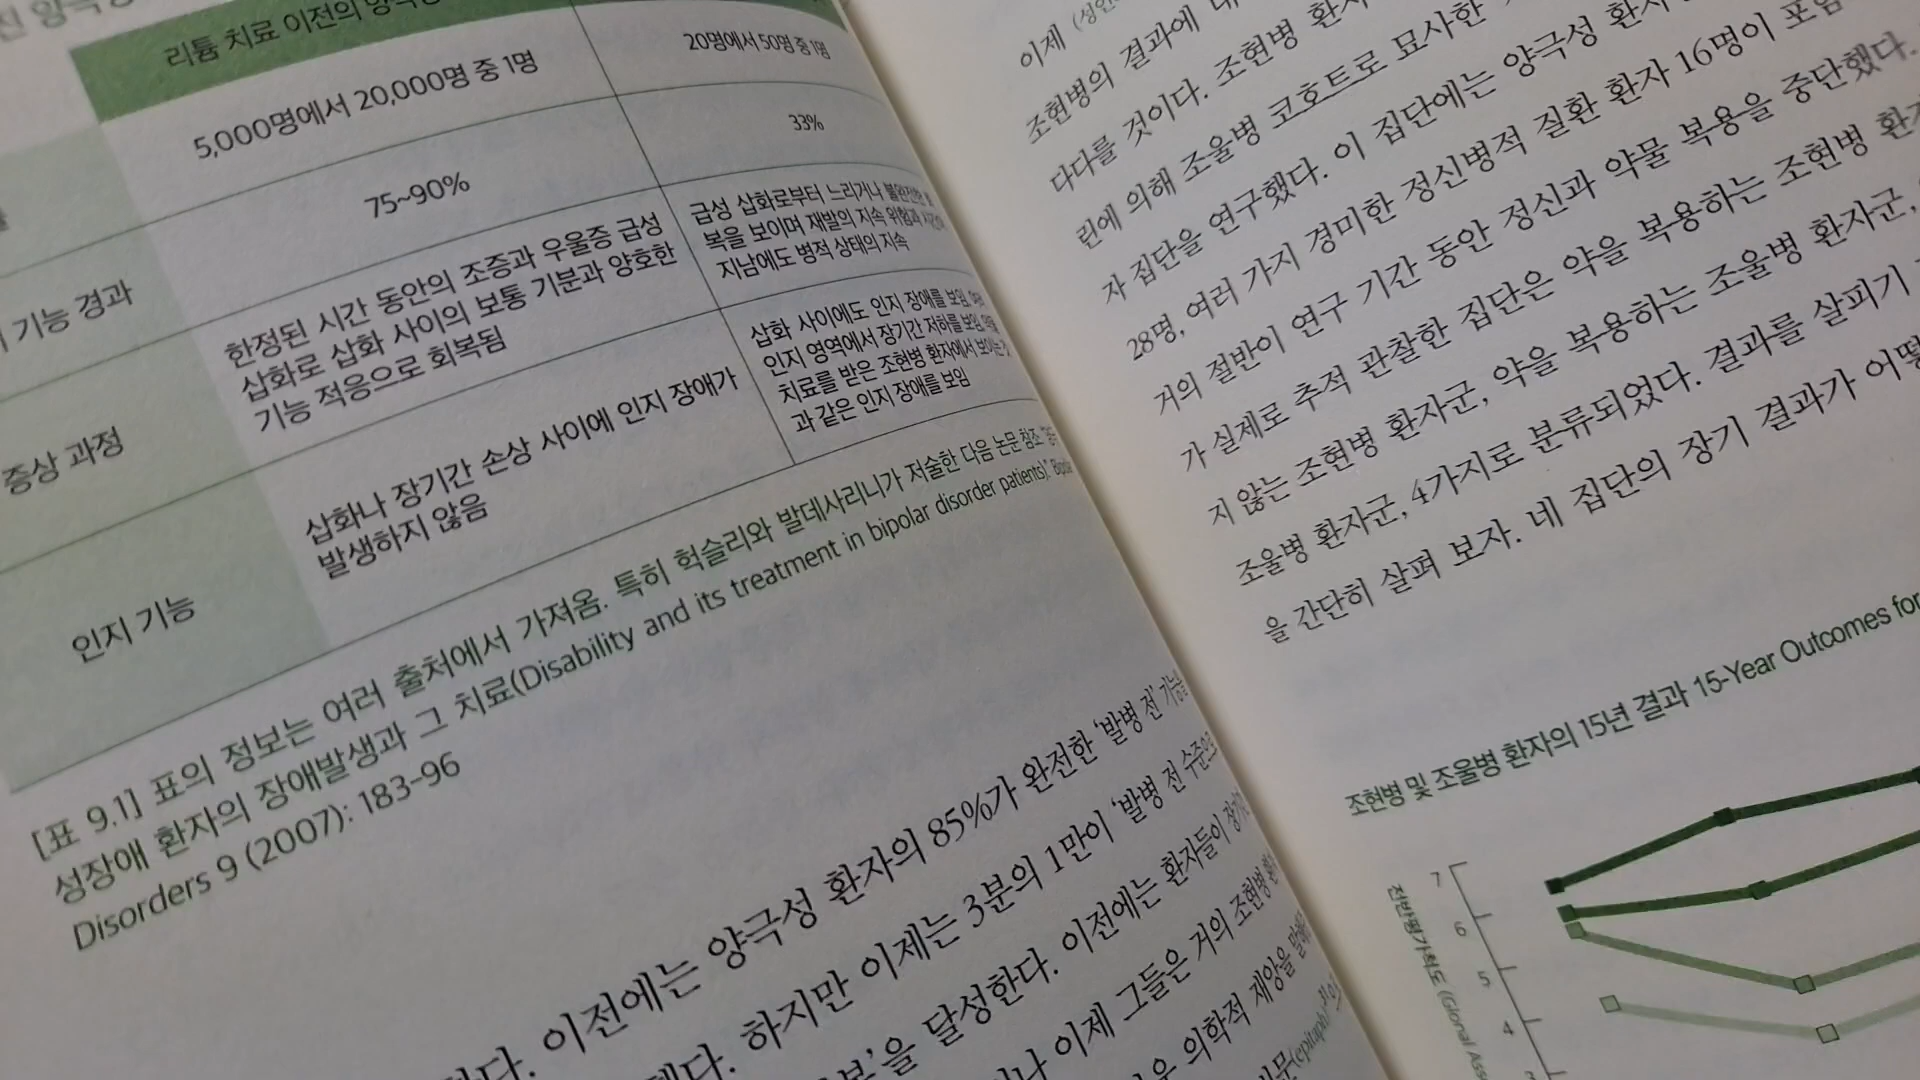 리튬 치료 이전의
5,000명에서 20,000명 중 1명
20명에서 50명 중 1명
75~90%
33%
기능 경과
한정된 시간 동안의 조증과 우울증 급성
삽화로 삽화 사이의 보통 기분과 양호한
기능 적응으로 회복됨
급성 삽화로부터 느리거나 불완전한
복을 보이며 재발의 지속 위험과
지남에도 병적 상태의 지속
증상 과정
삽화나 장기간 손상 사이에 인지 장애가
발생하지 않음
삽화 사이에도 인지 장애를 보임.
인지 영역에서 장기간 저하를 보임.
치료를 받은 조현병 환자에서 보이는 것
과 같은 인지 장애를 보임
인지 기능
[표 9.1] 표의 정보는 여러 출처에서 가져옴. 특히 헉슬리와 발데사리니가 저술한 다음 논문 참조
성장애 환자의 장애발생과 그 치료(Disability and its treatment in bipolar disorder patients)."
Disorders 9 (2007): 183-96
이전에는 양극성 환자의 85%가 완전한 '발병 전'
하지만 이제는 3분의 1만이 '발병 전 수준으
을 달성한다. 이전에는 환자들이
이제 그들은 거의 조현병
의학적 재앙을
(epitaph)
이제
조현병의 결과에
다다를 것이다. 조현병
린에 의해 조울병 코호트로 묘사한
자 집단을 연구했다. 이 집단에는 양극성 환자
28명, 여러 가지 경미한 정신병적 질환 환자 16명이
거의 절반이 연구 기간 동안 정신과 약물 복용을 중단했다.
가 실제로 추적 관찰한 집단은 약을 복용하는 조현병
지 않는 조현병 환자군, 약을 복용하는 조울병 환자군,
조울병 환자군, 4가지로 분류되었다. 결과를 살피기
을 간단히 살펴 보자. 네 집단의 장기 결과가
조현병 및 조울병 환자의 15년 결과 15-Year Outcomes for
전반평가척도
7
6
5
4